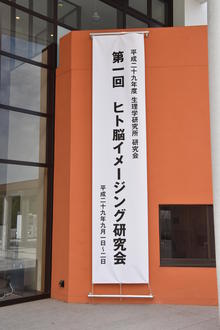 平成二十九年度 生理学研究所 研究会
第一回 ヒト脳イメージング研究会
平成二十九年九月一日～二日